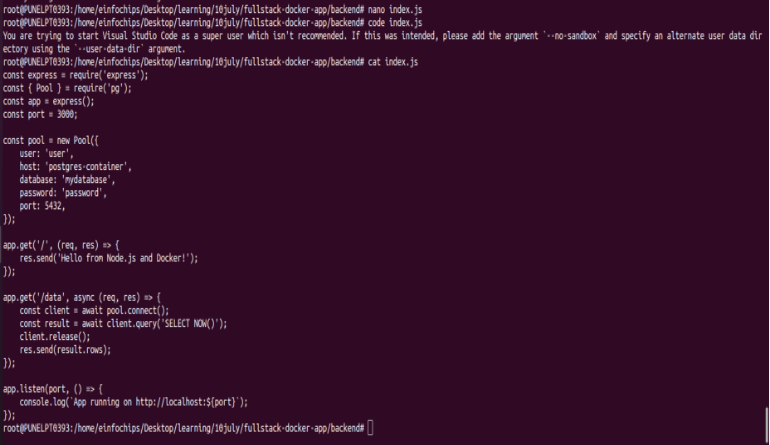 root@PUNELPT0393:/home/einfochips/Desktop/learning/10july/fullstack-docker-app/backend# nano index.js
root@PUNELPT0393:/home/einfochips/Desktop/learning/10july/fullstack-docker-app/backend# code index.js
You are trying to start Visual Studio Code as a super user which isn't recommended. If this was intended, please add the argument `--no-sandbox` and specify an alternate user data dir
ectory using the `--user-data-dir` argument.
root@PUNELPT0393:/home/einfochips/Desktop/learning/10july/fullstack-docker-app/backend# cat index.js
const express = require('express');
const { Pool } = require('pg');
const app = express();
const port = 3000;

const pool = new Pool({
    user: 'user',
    host: 'postgres-container',
    database: 'mydatabase',
    password: 'password',
    port: 5432,
});

app.get('/', (req, res) => {
    res.send('Hello from Node.js and Docker!');
});

app.get('/data', async (req, res) => {
    const client = await pool.connect();
    const result = await client.query('SELECT NOW()');
    client.release();
    res.send(result.rows);
});

app.listen(port, () => {
    console.log(`App running on http://localhost:${port}`);
});
root@PUNELPT0393:/home/einfochips/Desktop/learning/10july/fullstack-docker-app/backend#